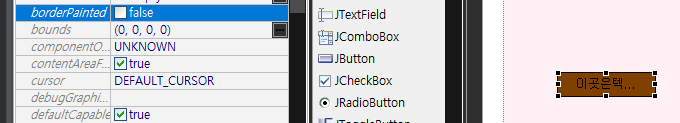 borderPainted false
bounds (0, 0, 0, 0)
componentO... UNKNOWN
contentAreaF... true
cursor DEFAULT_CURSOR
debugGraphi...
defaultCapable true
JTextField
JComboBox
JButton
JCheckBox
JRadioButton
JToggleButton
이곳은텍...